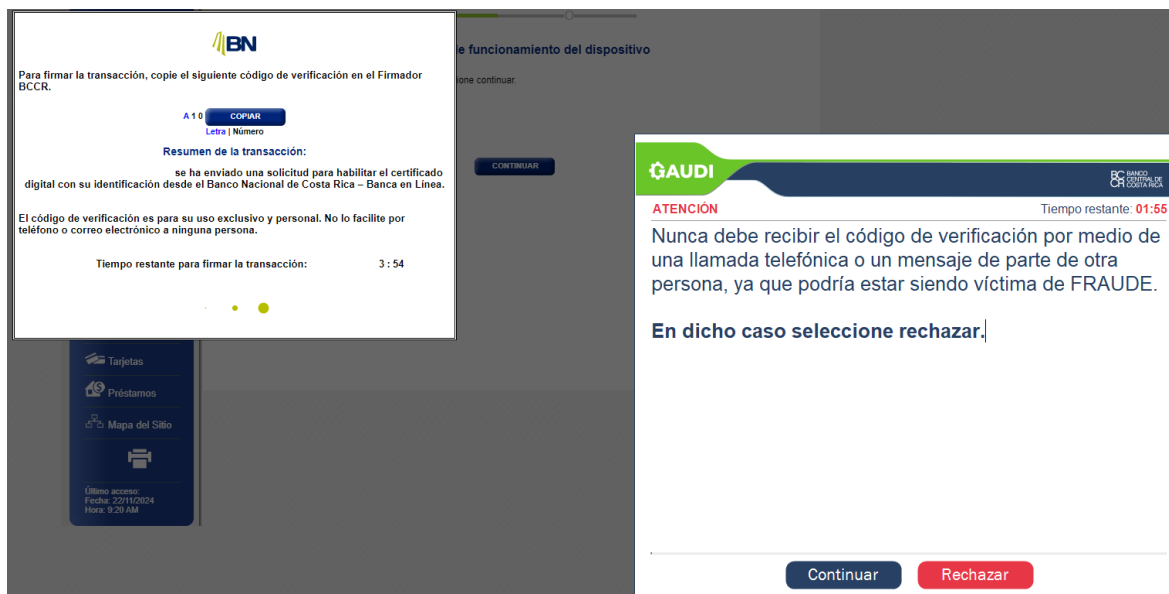 BN
Para firmar la transacción, copie el siguiente código de verificación en el Firmador
BCCR.
A 1 0 COPIAR
Letra | Número
Resumen de la transacción:
se ha enviado una solicitud para habilitar el certificado
digital con su identificación desde el Banco Nacional de Costa Rica – Banca en Línea.
El código de verificación es para su uso exclusivo y personal. No lo facilite por
teléfono o correo electrónico a ninguna persona.
Tiempo restante para firmar la transacción: 3 : 54
e funcionamiento del dispositivo
ione continuar.
CONTINUAR
Tarjetas
Préstamos
Mapa del Sitio
Último acceso:
Fecha: 22/11/2024
Hora: 9:20 AM
GAUDI
BANCO
CENTRAL DE
COSTA RICA
ATENCIÓN Tiempo restante: 01:55
Nunca debe recibir el código de verificación por medio de
una llamada telefónica o un mensaje de parte de otra
persona, ya que podría estar siendo víctima de FRAUDE.
En dicho caso seleccione rechazar.
Continuar Rechazar